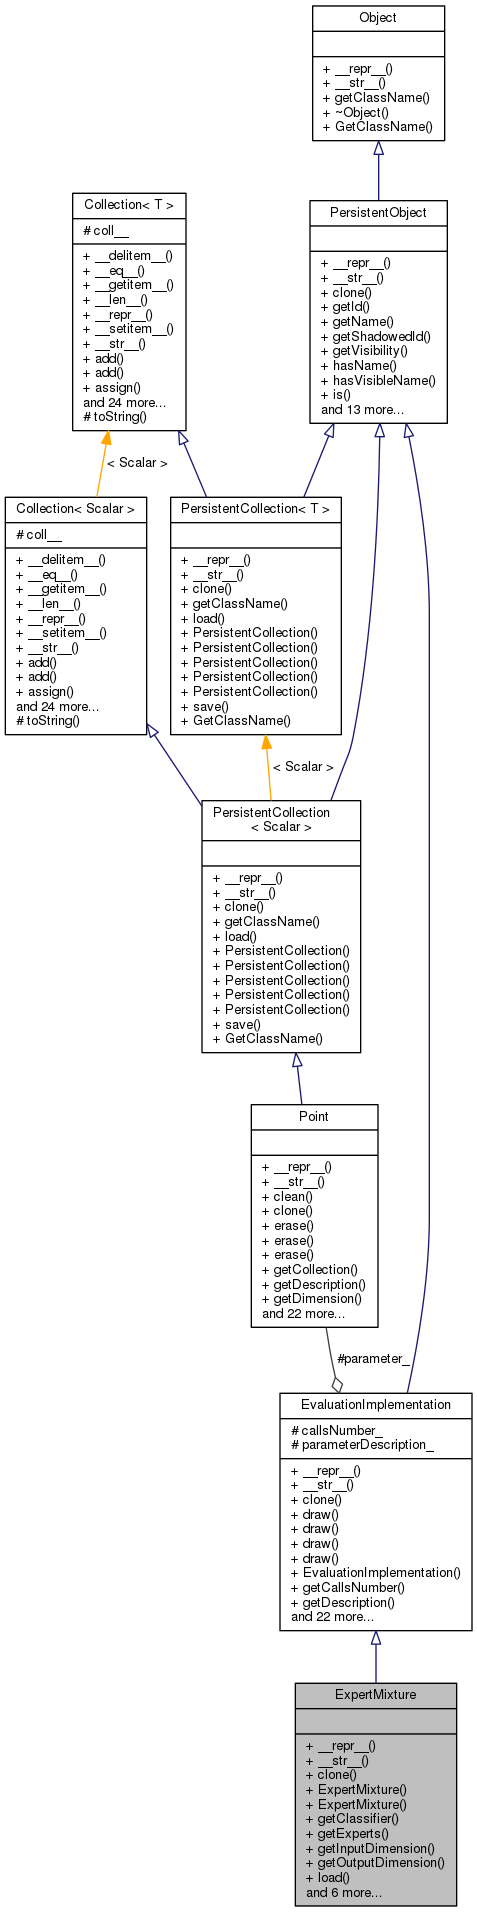 Object
+ __repr__()
+ __str__()
+ getClassName()
+ ~Object()
+ GetClassName()
Collection< T >
# coll__
+ __delitem__()
+ __eq__()
+ __getitem__()
+ __len__()
+ __repr__()
+ __setitem__()
+ __str__()
+ add()
+ add()
+ assign()
and 24 more...
# toString()
PersistentObject
+ __repr__()
+ __str__()
+ clone()
+ getId()
+ getName()
+ getShadowedId()
+ getVisibility()
+ hasName()
+ hasVisibleName()
+ is()
and 13 more...
< Scalar >
Collection< Scalar >
# coll__
+ __delitem__()
+ __eq__()
+ __getitem__()
+ __len__()
+ __repr__()
+ __setitem__()
+ __str__()
+ add()
+ add()
+ assign()
and 24 more...
# toString()
PersistentCollection< T >
+ __repr__()
+ __str__()
+ clone()
+ getClassName()
+ load()
+ PersistentCollection()
+ PersistentCollection()
+ PersistentCollection()
+ PersistentCollection()
+ PersistentCollection()
+ save()
+ GetClassName()
< Scalar >
PersistentCollection
< Scalar >
+ __repr__()
+ __str__()
+ clone()
+ getClassName()
+ load()
+ PersistentCollection()
+ PersistentCollection()
+ PersistentCollection()
+ PersistentCollection()
+ PersistentCollection()
+ save()
+ GetClassName()
Point
+ __repr__()
+ __str__()
+ clean()
+ clone()
+ erase()
+ erase()
+ erase()
+ getCollection()
+ getDescription()
+ getDimension()
and 22 more...
#parameter_
EvaluationImplementation
# callsNumber_
# parameterDescription_
+ __repr__()
+ __str__()
+ clone()
+ draw()
+ draw()
+ draw()
+ draw()
+ EvaluationImplementation()
+ getCallsNumber()
+ getDescription()
and 22 more...
ExpertMixture
+ __repr__()
+ __str__()
+ clone()
+ ExpertMixture()
+ ExpertMixture()
+ getClassifier()
+ getExperts()
+ getInputDimension()
+ getOutputDimension()
+ load()
and 6 more...